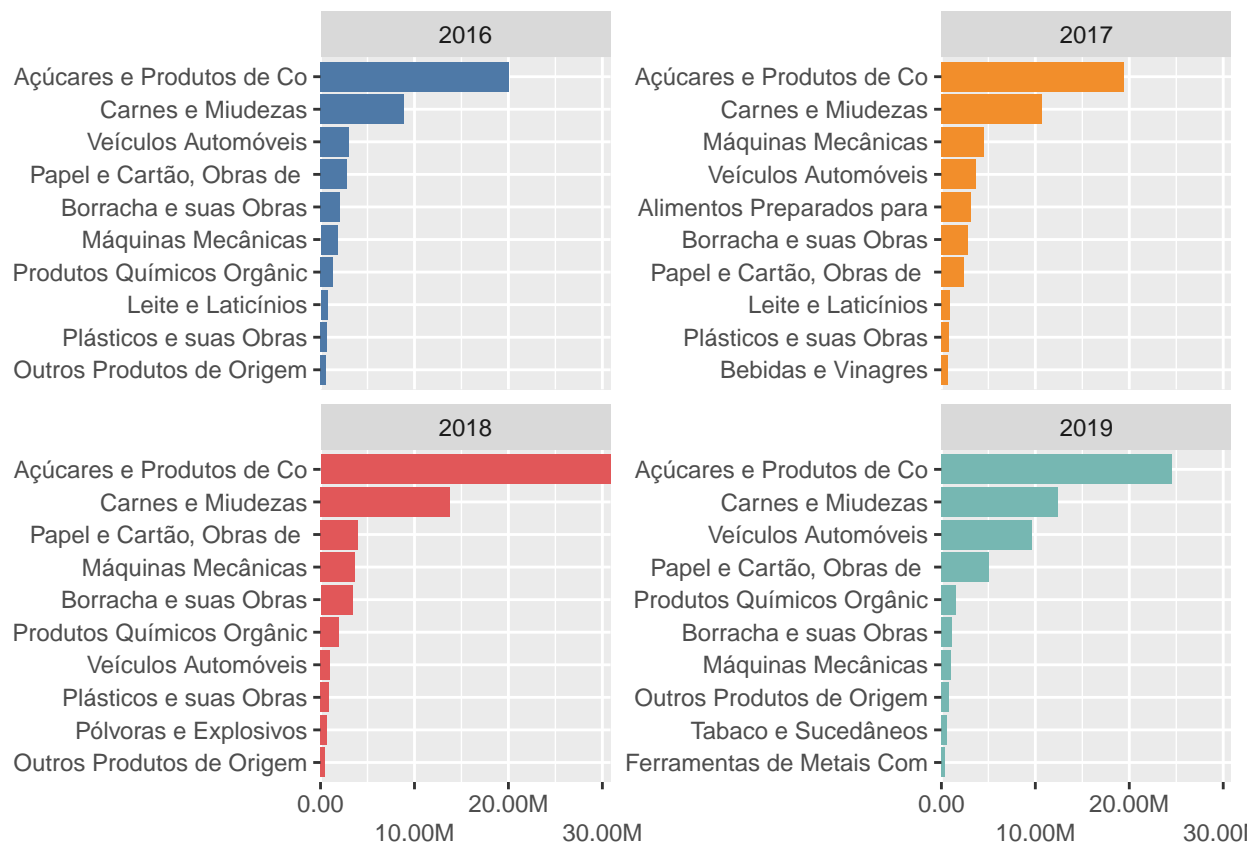 2016
Açúcares e Produtos de Co
Carnes e Miudezas
Veículos Automóveis
Papel e Cartão, Obras de
Borracha e suas Obras
Máquinas Mecânicas
Produtos Químicos Orgânic
Leite e Laticínios
Plásticos e suas Obras
Outros Produtos de Origem
2017
Açúcares e Produtos de Co
Carnes e Miudezas
Máquinas Mecânicas
Veículos Automóveis
Alimentos Preparados para
Borracha e suas Obras
Papel e Cartão, Obras de
Leite e Laticínios
Plásticos e suas Obras
Bebidas e Vinagres
2018
Açúcares e Produtos de Co
Carnes e Miudezas
Papel e Cartão, Obras de
Máquinas Mecânicas
Borracha e suas Obras
Produtos Químicos Orgânic
Veículos Automóveis
Plásticos e suas Obras
Pólvoras e Explosivos
Outros Produtos de Origem
0.00 20.00M
10.00M 30.00M
2019
Açúcares e Produtos de Co
Carnes e Miudezas
Veículos Automóveis
Papel e Cartão, Obras de
Produtos Químicos Orgânic
Borracha e suas Obras
Máquinas Mecânicas
Outros Produtos de Origem
Tabaco e Sucedâneos
Ferramentas de Metais Com
0.00 20.00M
10.00M 30.00